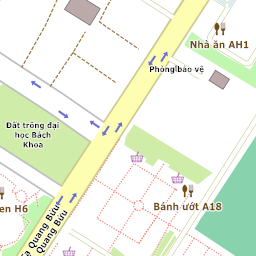 Nhà ăn AH1
Phòng bảo vệ
Đất trồng đại
học Bách
Khoa
Bánh ướt A18
en H6
a Quang Bửu
Quang Bửu